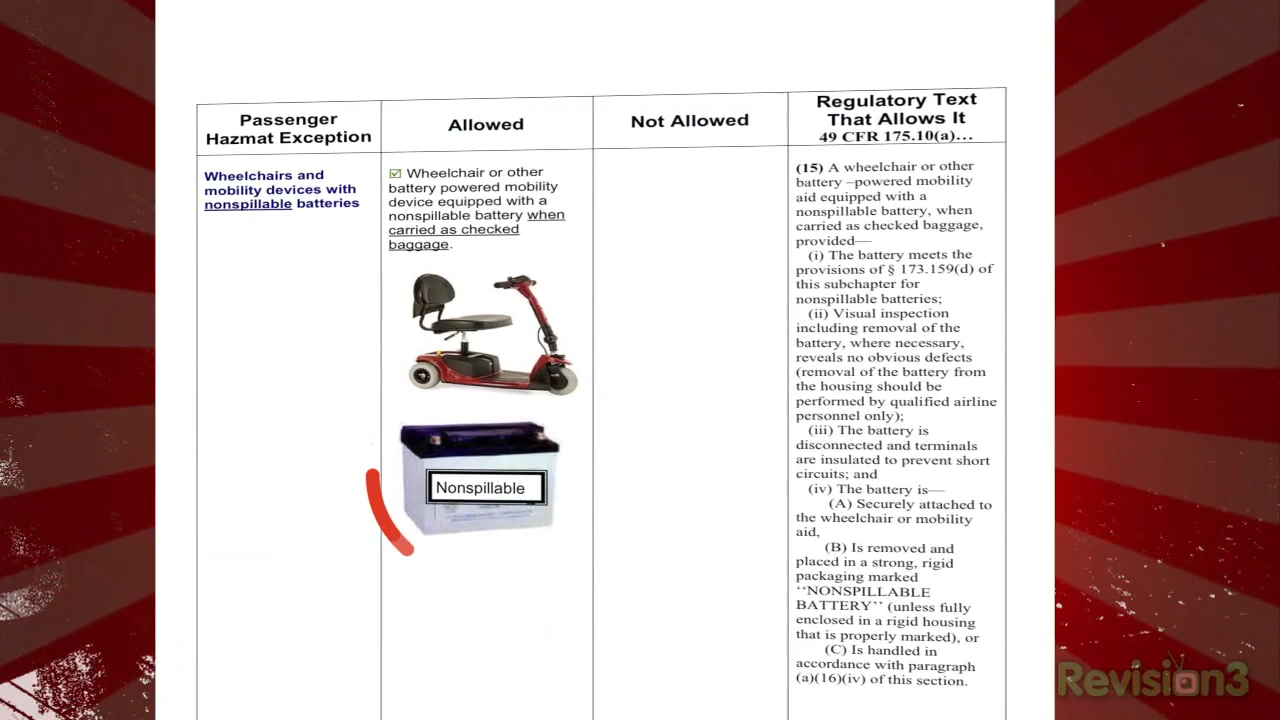 Passenger
Hazmat Exception
Allowed
Not Allowed
Regulatory Text
That Allows It
49 CFR 175.10(a)…
Wheelchairs and
mobility devices with
nonspillable batteries
☑ Wheelchair or other
battery powered mobility
device equipped with a
nonspillable battery when
carried as checked
baggage.
Nonspillable
(15) A wheelchair or other
battery –powered mobility
aid equipped with a
nonspillable battery, when
carried as checked baggage,
provided—
(i) The battery meets the
provisions of § 173.159(d) of
this subchapter for
nonspillable batteries;
(ii) Visual inspection
including removal of the
battery, where necessary,
reveals no obvious defects
(removal of the battery from
the housing should be
performed by qualified airline
personnel only);
(iii) The battery is
disconnected and terminals
are insulated to prevent short
circuits; and
(iv) The battery is—
(A) Securely attached to
the wheelchair or mobility
aid,
(B) Is removed and
placed in a strong, rigid
packaging marked
‘‘NONSPILLABLE
BATTERY’’ (unless fully
enclosed in a rigid housing
that is properly marked), or
(C) Is handled in
accordance with paragraph
(a)(16)(iv) of this section.
Revision3